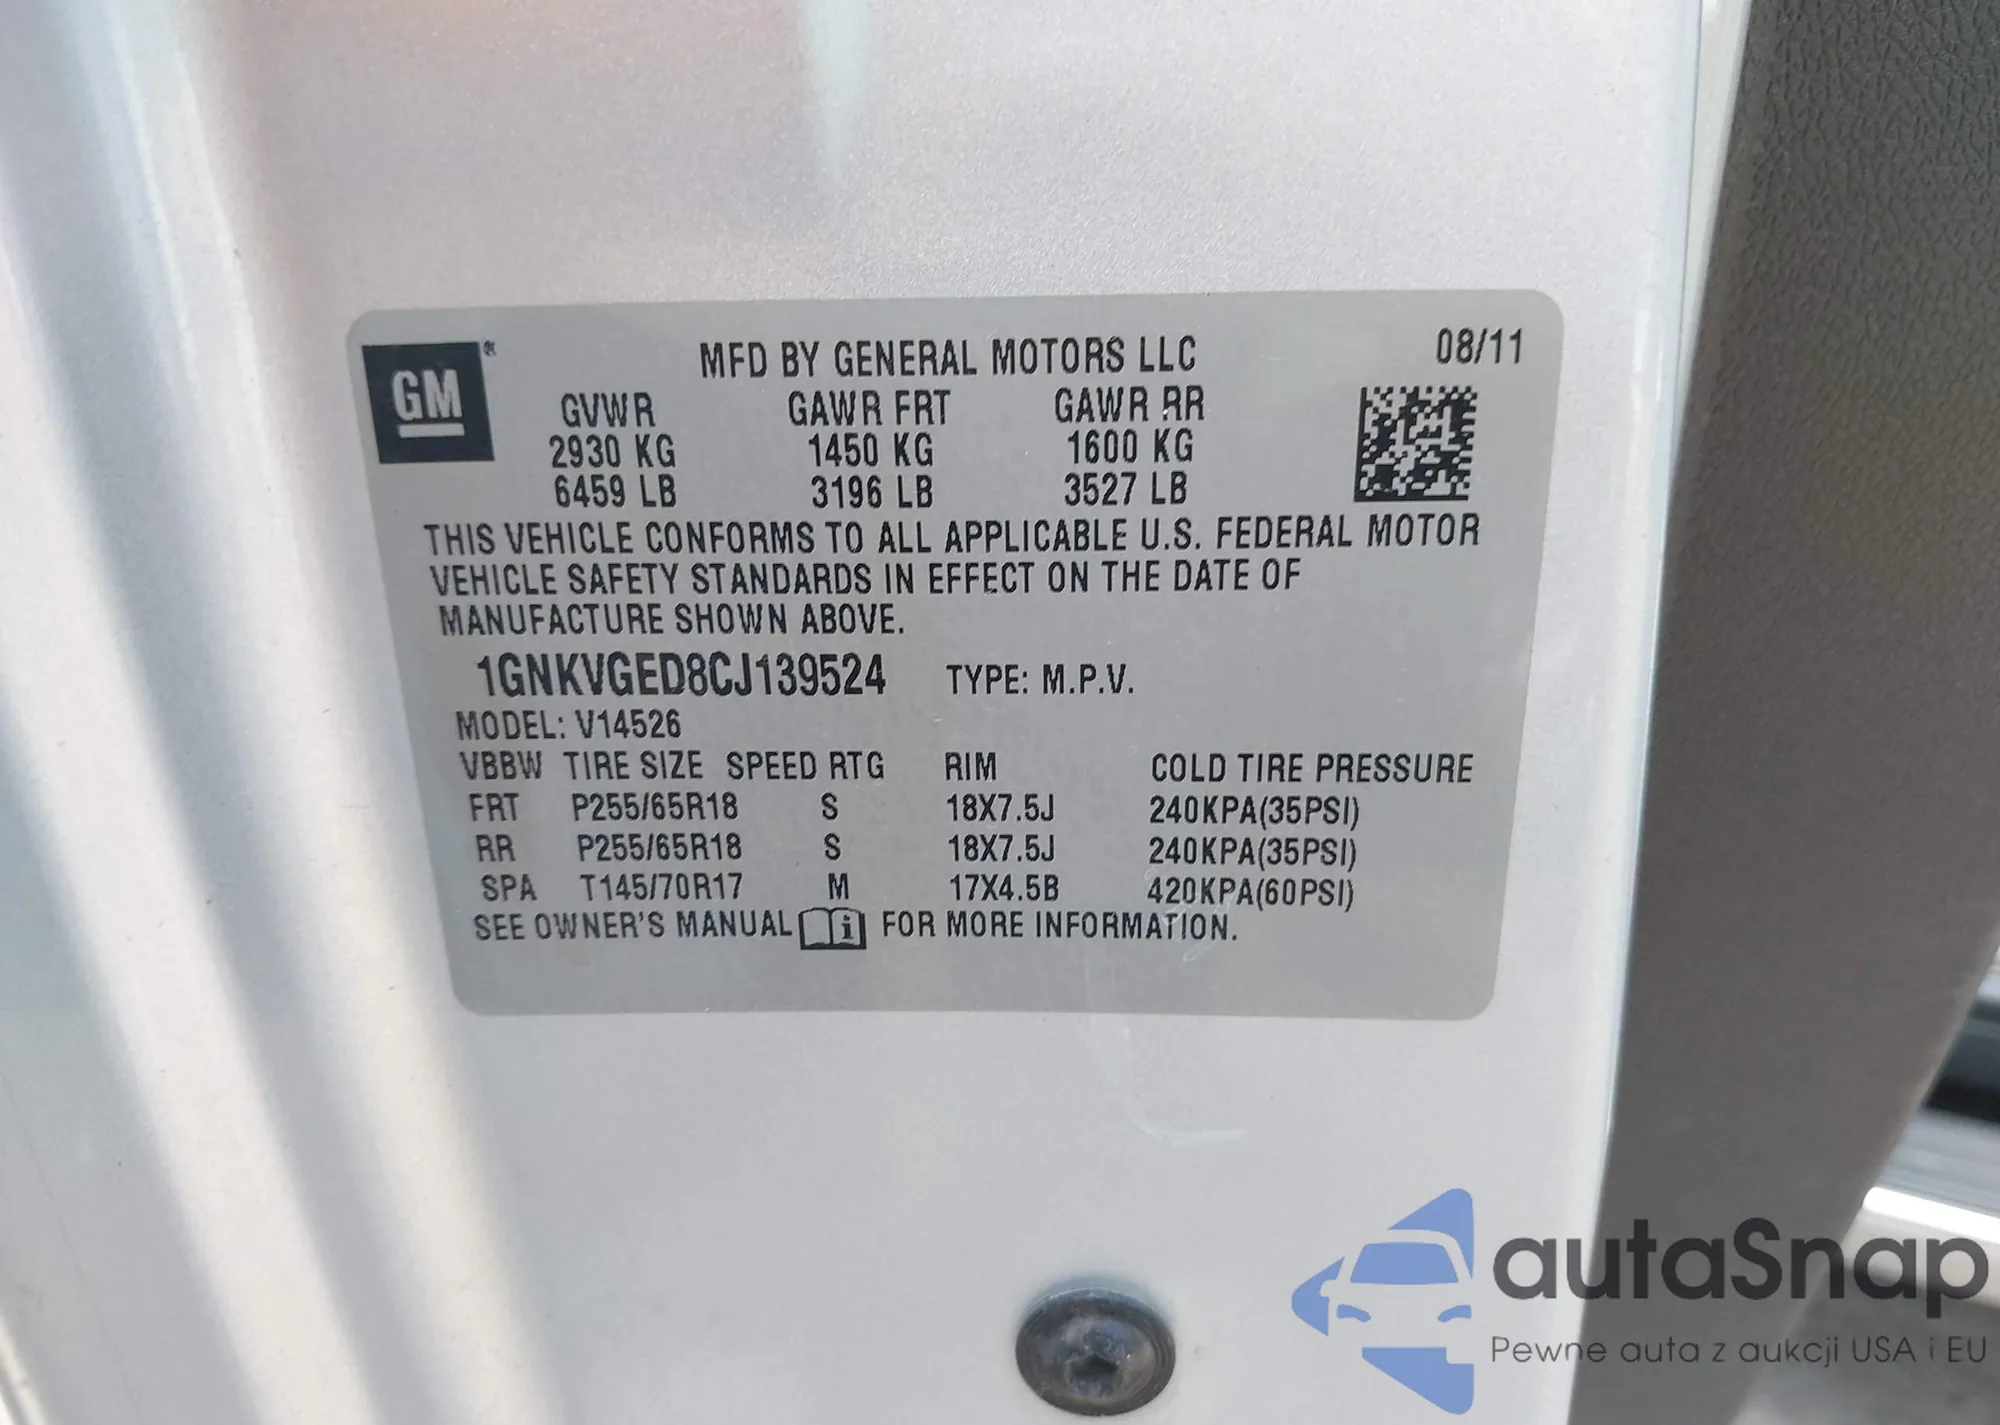 GM®
MFD BY GENERAL MOTORS LLC 08/11
GVWR GAWR FRT GAWR RR
2930 KG 1450 KG 1600 KG
6459 LB 3196 LB 3527 LB
THIS VEHICLE CONFORMS TO ALL APPLICABLE U.S. FEDERAL MOTOR
VEHICLE SAFETY STANDARDS IN EFFECT ON THE DATE OF
MANUFACTURE SHOWN ABOVE.
1GNKVGED8CJ139524 TYPE: M.P.V.
MODEL: V14526
VBBW TIRE SIZE SPEED RTG RIM COLD TIRE PRESSURE
FRT P255/65R18 S 18X7.5J 240KPA(35PSI)
RR P255/65R18 S 18X7.5J 240KPA(35PSI)
SPA T145/70R17 M 17X4.5B 420KPA(60PSI)
SEE OWNER'S MANUAL i FOR MORE INFORMATION.
autaSnap
Pewne auta z aukcji USA i EU